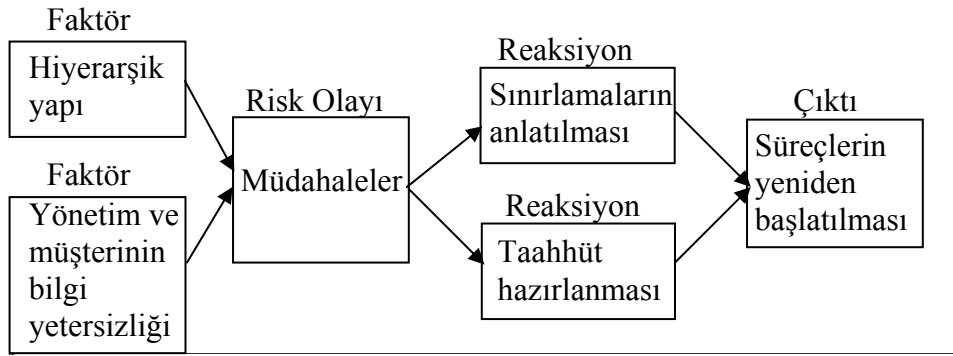 Faktör
Hiyerarşik
yapı
Faktör
Yönetim ve
müşterinin
bilgi
yetersizliği
Risk Olayı
Müdahaleler
Reaksiyon
Sınırlamaların
anlatılması
Reaksiyon
Taahhüt
hazırlanması
Çıktı
Süreçlerin
yeniden
başlatılması